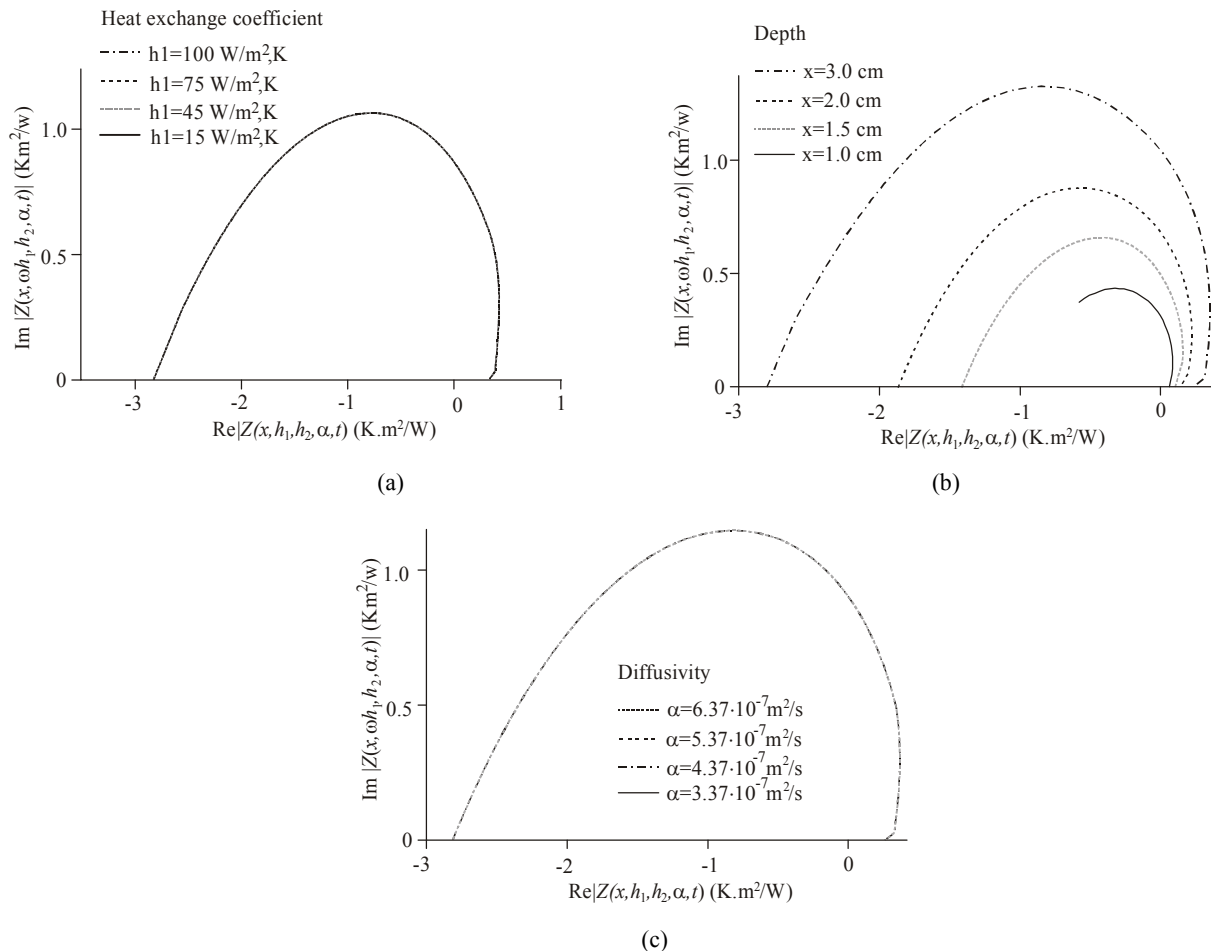 Heat exchange coefficient
h1=100 W/m²,K
h1=75 W/m²,K
h1=45 W/m²,K
h1=15 W/m²,K
Im |Z(x,ωh₁,h₂,α,t)| (Km²/w)
1.0
0.5
0
-3
-2
-1
0
1
Re|Z(x,h₁,h₂,α,t) (K.m²/W)
(a)
Depth
x=3.0 cm
x=2.0 cm
x=1.5 cm
x=1.0 cm
Im |Z(x,ωh₁,h₂,α,t)| (Km²/w)
1.0
0.5
0
-3
-2
-1
0
Re|Z(x,h₁,h₂,α,t) (K.m²/W)
(b)
Im |Z(x,ωh₁,h₂,α,t)| (Km²/w)
1.0
0.5
0
Diffusivity
α=6.37·10⁻⁷m²/s
α=5.37·10⁻⁷m²/s
α=4.37·10⁻⁷m²/s
α=3.37·10⁻⁷m²/s
-3
-2
-1
0
Re|Z(x,h₁,h₂,α,t) (K.m²/W)
(c)